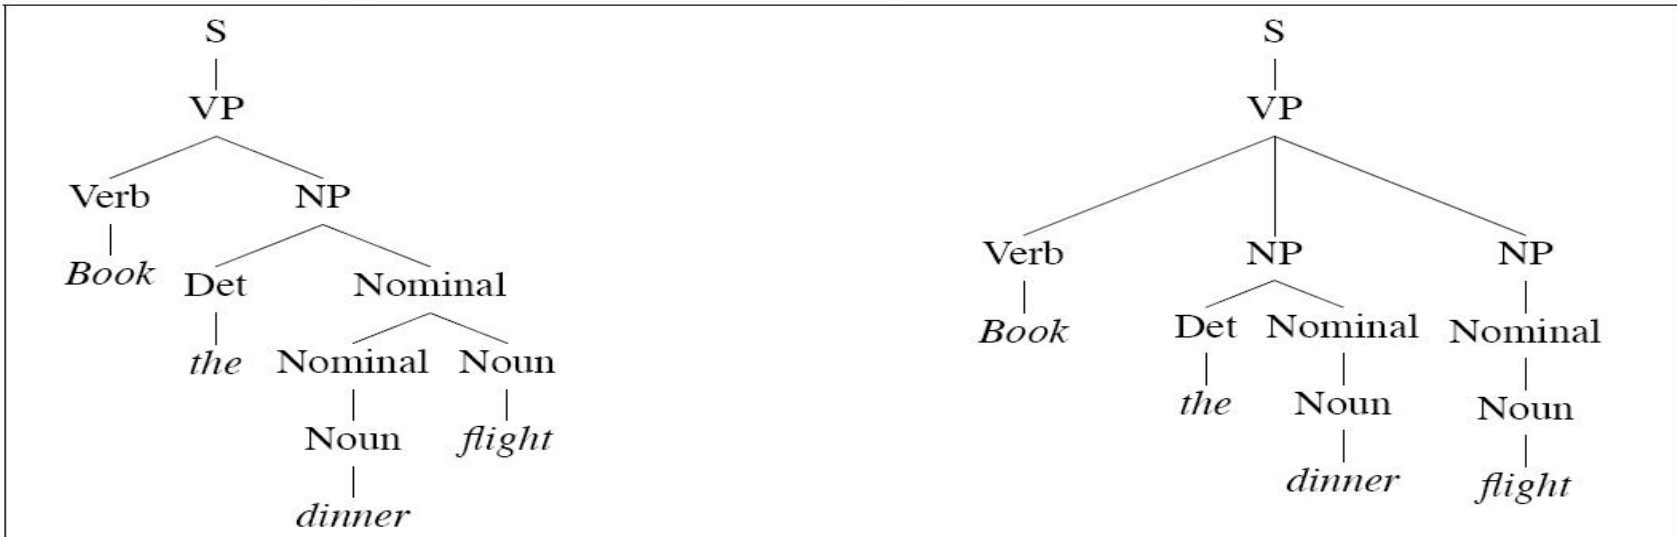 S S
VP VP
Verb NP
Verb NP NP
Book Det Nominal
Book Det Nominal Nominal
the Nominal Noun
the Noun Noun
Noun flight
dinner flight
dinner